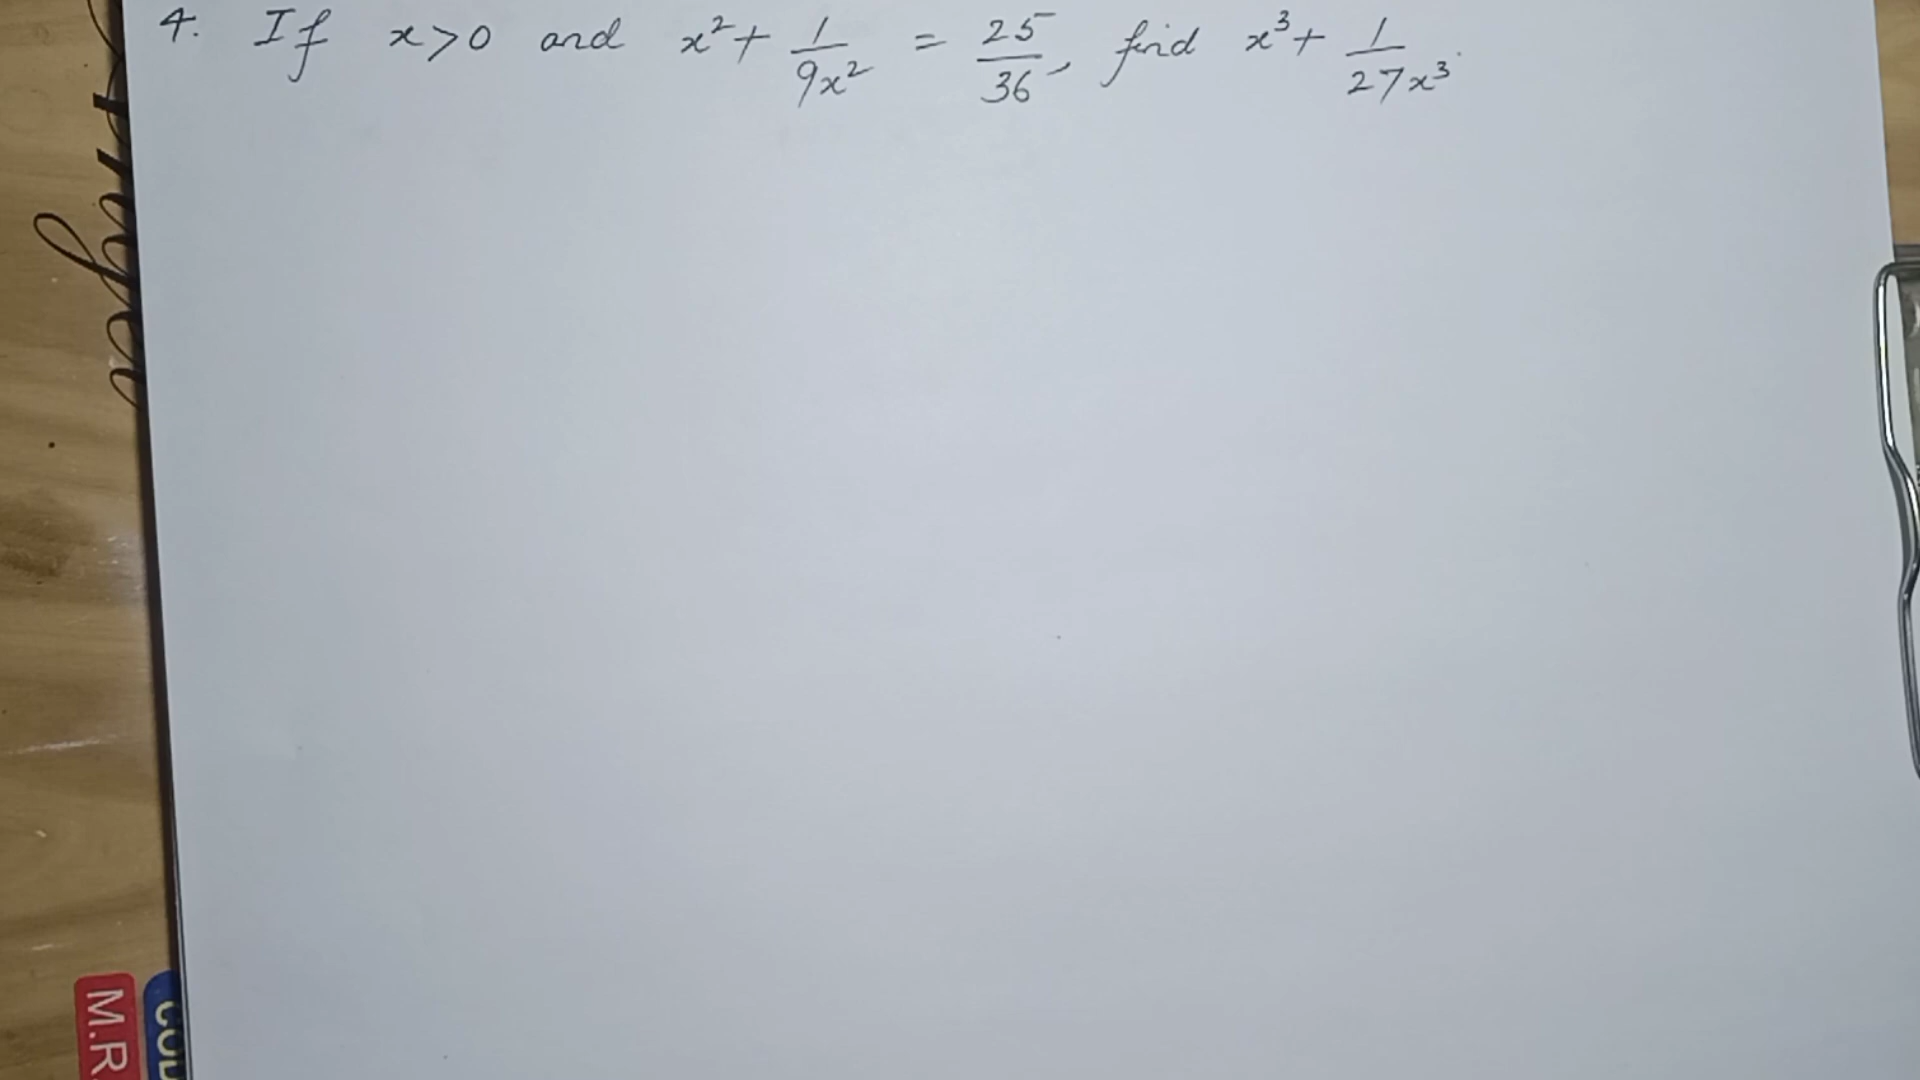 4. If x>0 and x² + 1/9x² = 25/36, find x³ + 1/27x³.
M.R